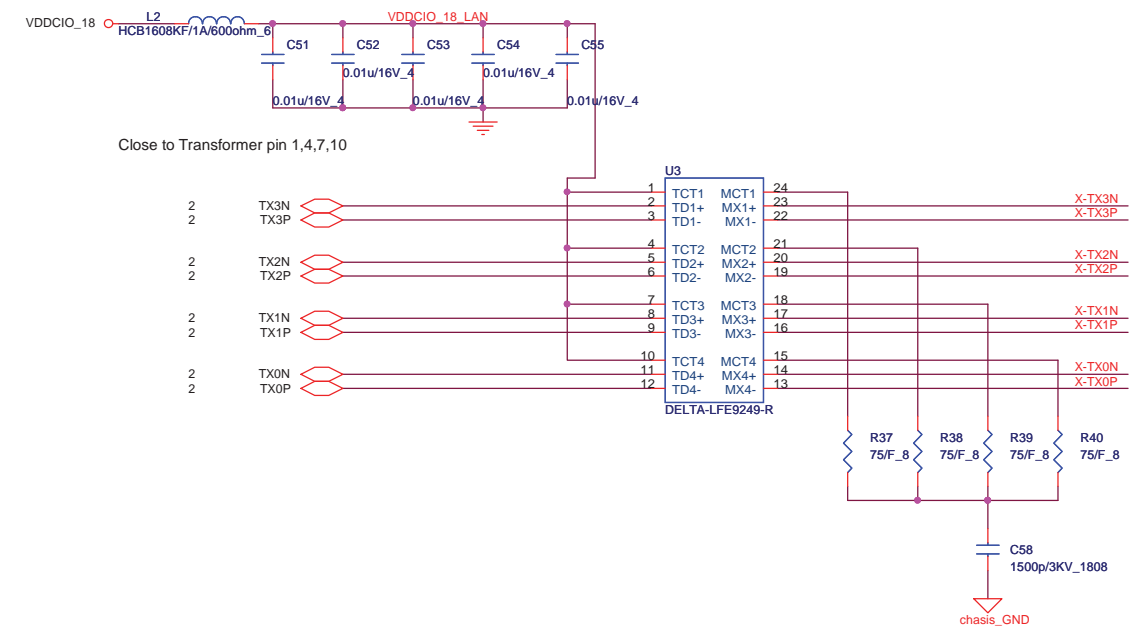 VDDCIO_18
L2
HCB1608KF/1A/600ohm_6
VDDCIO_18_LAN
C51
C52
C53
C54
C55
0.01u/16V_4
0.01u/16V_4
0.01u/16V_4
0.01u/16V_4
0.01u/16V_4
Close to Transformer pin 1,4,7,10
U3
1 TCT1 MCT1 24
2 TX3N 2 TD1+ MX1+ 23 X-TX3N
2 TX3P 3 TD1- MX1- 22 X-TX3P
4 TCT2 MCT2 21
2 TX2N 5 TD2+ MX2+ 20 X-TX2N
2 TX2P 6 TD2- MX2- 19 X-TX2P
7 TCT3 MCT3 18
2 TX1N 8 TD3+ MX3+ 17 X-TX1N
2 TX1P 9 TD3- MX3- 16 X-TX1P
10 TCT4 MCT4 15
2 TX0N 11 TD4+ MX4+ 14 X-TX0N
2 TX0P 12 TD4- MX4- 13 X-TX0P
DELTA-LFE9249-R
R37
75/F_8
R38
75/F_8
R39
75/F_8
R40
75/F_8
C58
1500p/3KV_1808
chasis_GND